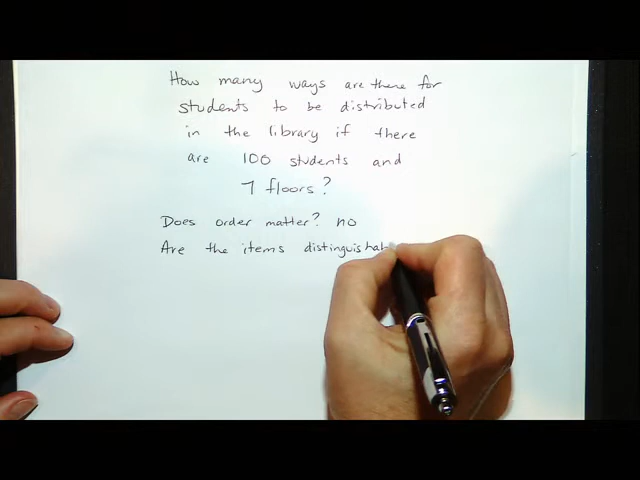 How many ways are there for
students to be distributed
in the library if there
are 100 students and
7 floors?
Does order matter? no
Are the items distinguishab